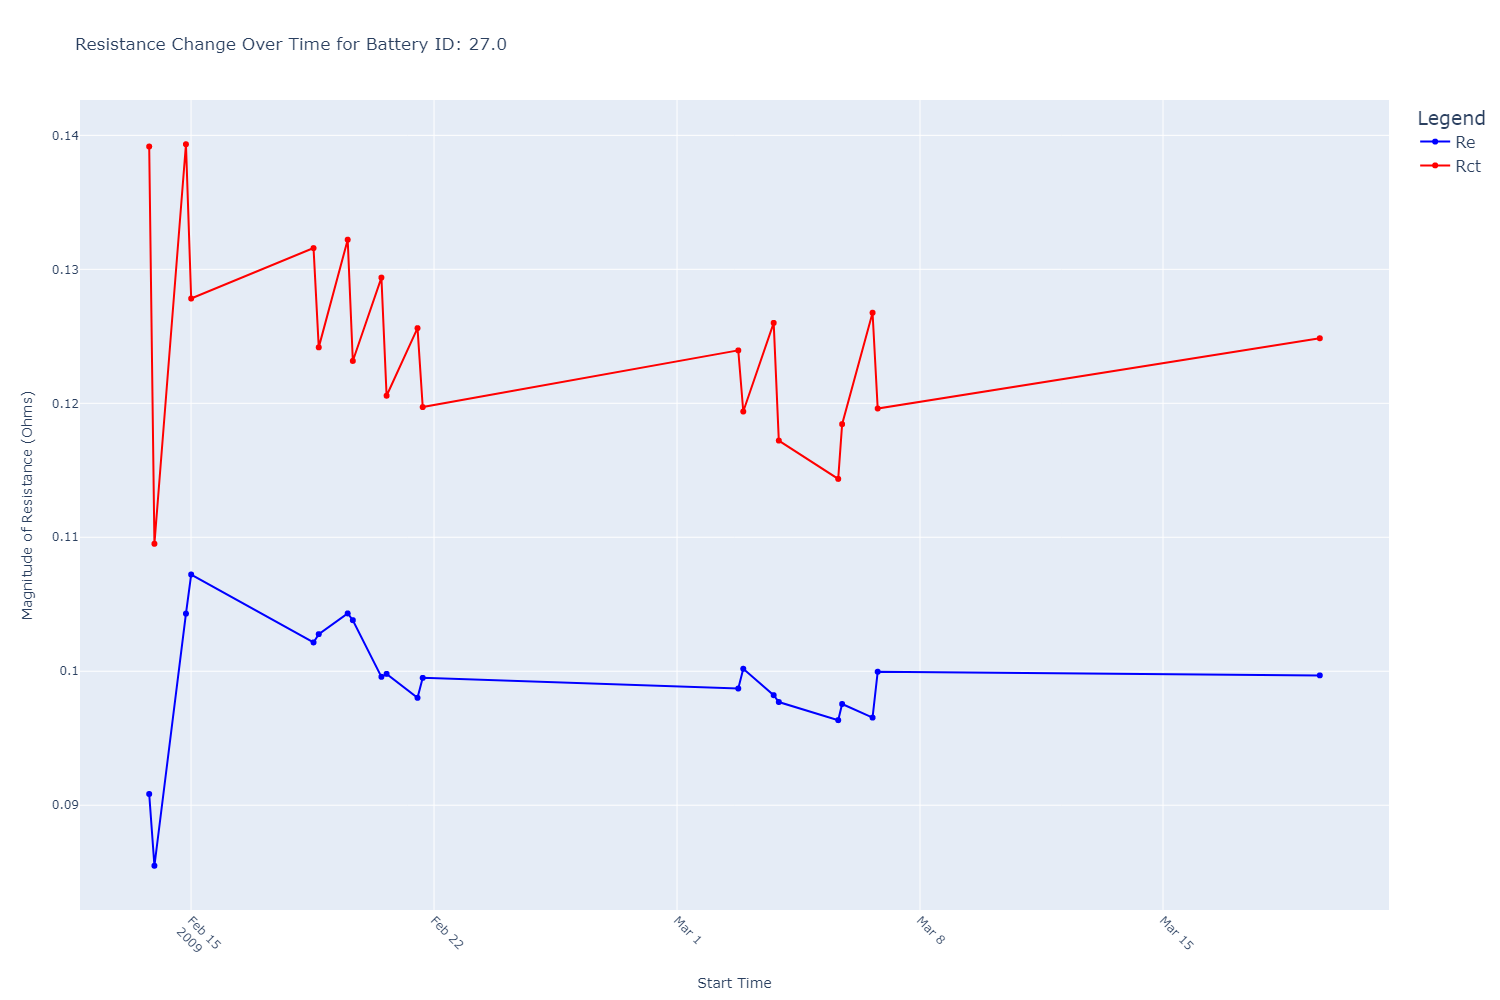 Resistance Change Over Time for Battery ID: 27.0
Legend
Re
Rct
Magnitude of Resistance (Ohms)
0.14
0.13
0.12
0.11
0.1
0.09
Feb 15
2009
Feb 22
Mar 1
Mar 8
Mar 15
Start Time